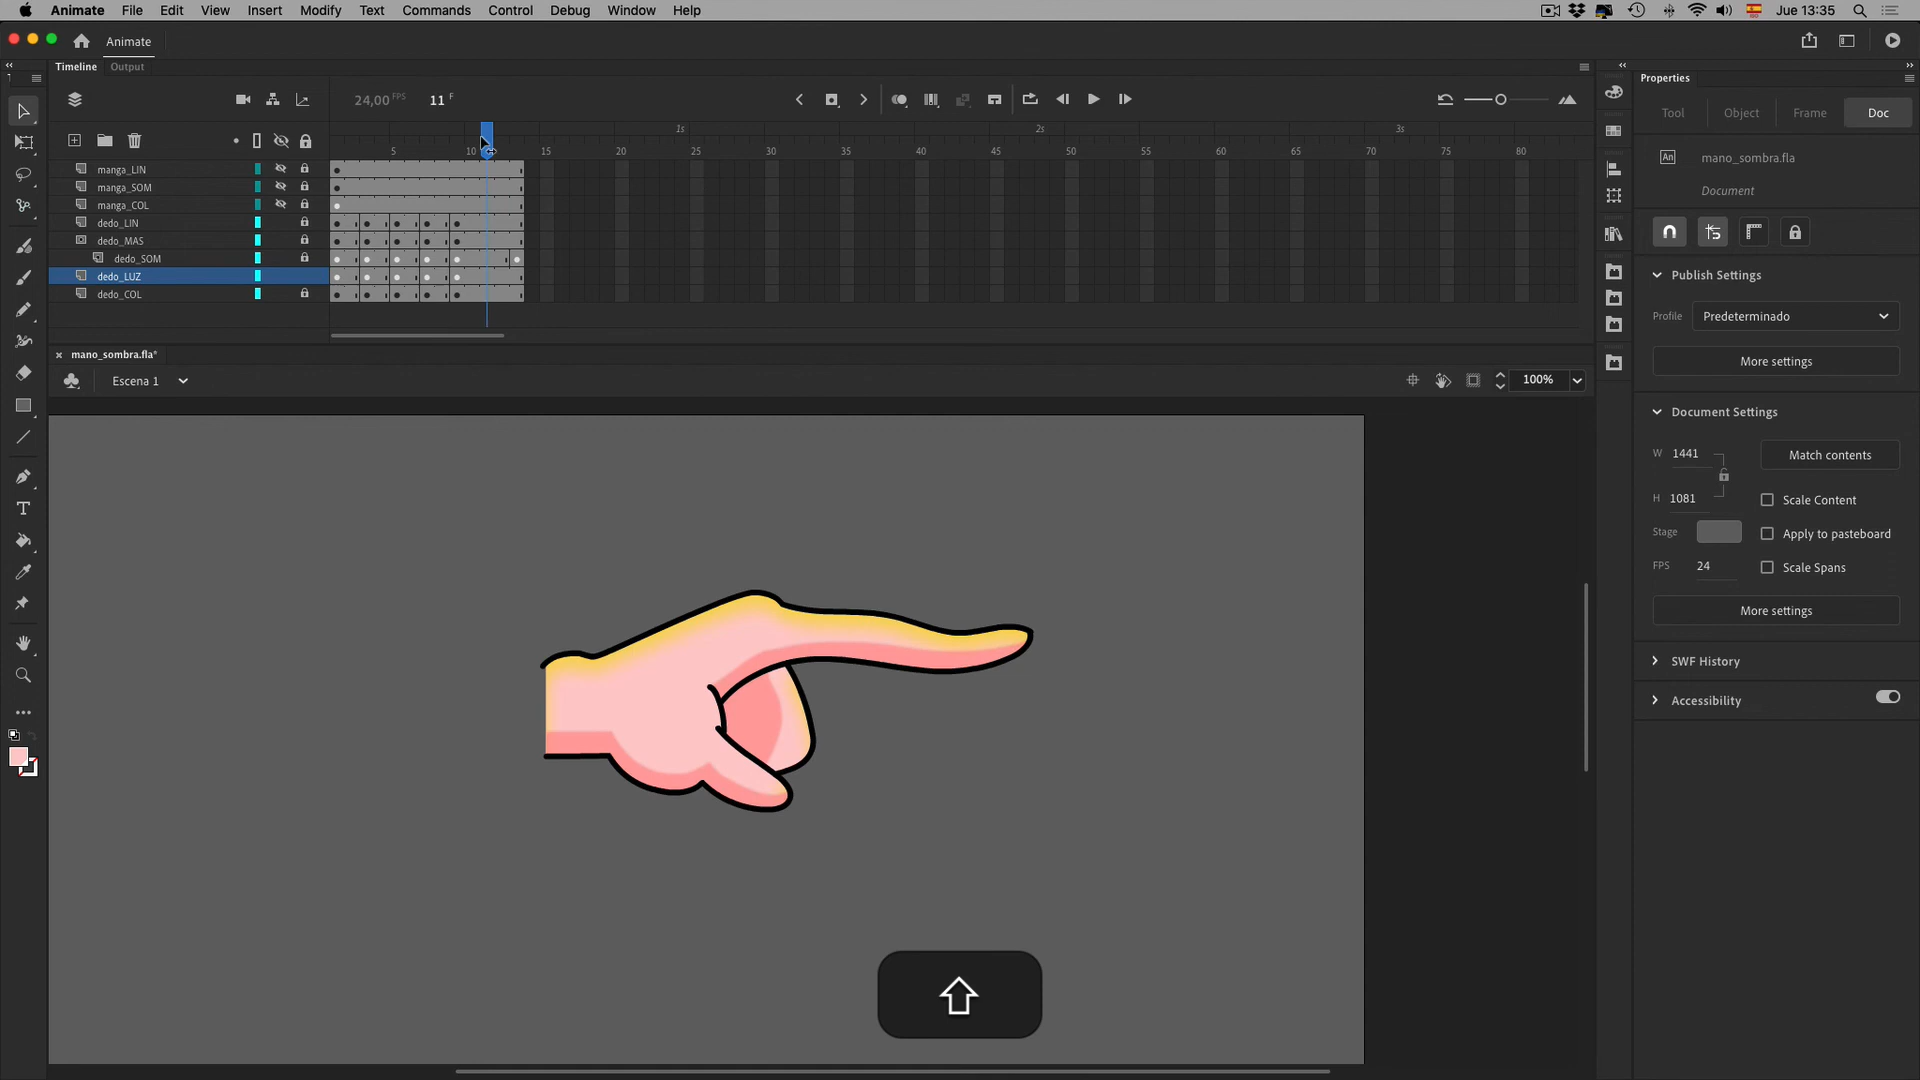 Animate File Edit View Insert Modify Text Commands Control Debug Window Help Jue 13:35
Animate
Timeline Output
24,00 FPS 11 F
1s 2s 3s
5 10 15 20 25 30 35 40 45 50 55 60 65 70 75 80
manga_LIN
manga_SOM
manga_COL
dedo_LIN
dedo_MAS
dedo_SOM
dedo_LUZ
dedo_COL
mano_sombra.fla*
Escena 1 100%
Properties
Tool Object Frame Doc
An mano_sombra.fla
Document
Publish Settings
Profile Predeterminado
More settings
Document Settings
W 1441 Match contents
H 1081 Scale Content
Stage Apply to pasteboard
FPS 24 Scale Spans
More settings
SWF History
Accessibility